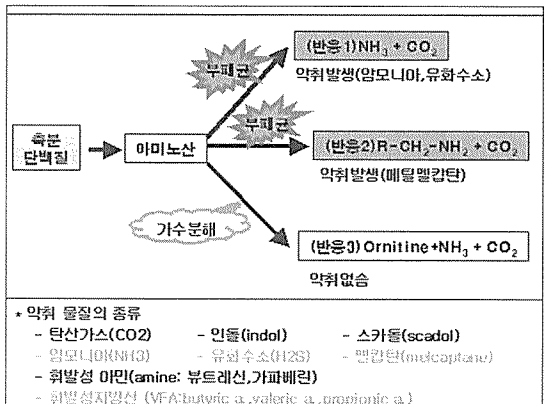 (반응1)NH3 + CO2
부패균
악취발생(암모니아,유화수소)
축분
단백질
아미노산
부패균
(반응2)R-CH2-NH2 + CO2
악취발생(메틸멜캅탄)
가수분해
(반응3) Ornitine+NH3 + CO2
악취없음
* 악취 물질의 종류
- 탄산가스(CO2) - 인돌(indol) - 스카돌(scadol)
- 암모니아(NH3) - 유화수소(H2S) - 멘캅탄(melcaptane)
- 휘발성 아민(amine: 뷰트레신,가파베린)
- 휘발성지방산 (VFA:butyric a.,valeric a.,propionic a.)